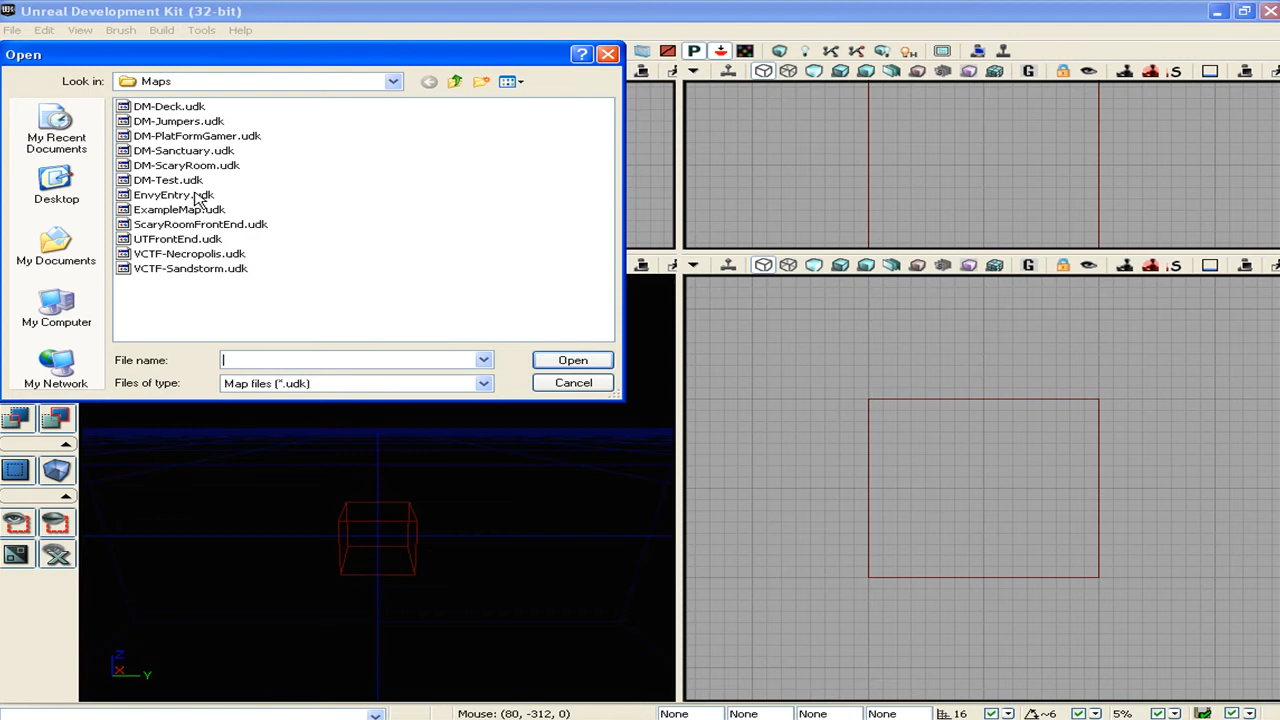 Unreal Development Kit (32-bit)
File Edit View Brush Build Tools Help
Open
Look in: Maps
DM-Deck.udk
DM-Jumpers.udk
DM-PlatFormGamer.udk
DM-Sanctuary.udk
DM-ScaryRoom.udk
DM-Test.udk
EnvyEntry.udk
ExampleMap.udk
ScaryRoomFrontEnd.udk
UTFrontEnd.udk
VCTF-Necropolis.udk
VCTF-Sandstorm.udk
My Recent
Documents
Desktop
My Documents
My Computer
My Network
File name:
Open
Files of type: Map files (*.udk)
Cancel
P
G S
G S
Z
X Y
Mouse: (80, -312, 0) None None None None 16 ~6 5%